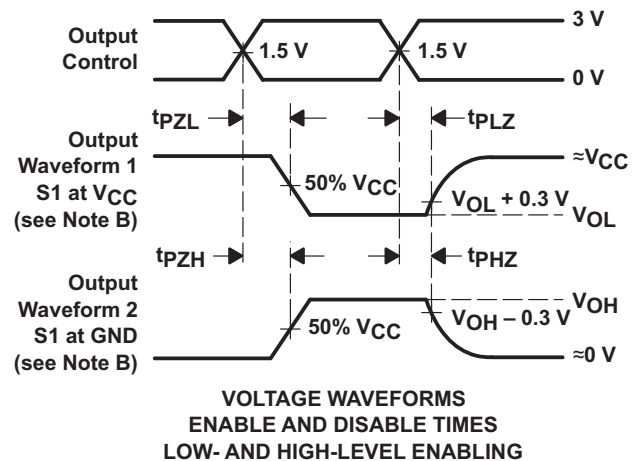 Output
Control
1.5 V
1.5 V
3 V
0 V
tPZL
tPLZ
Output
Waveform 1
S1 at VCC
(see Note B)
50% VCC
≈VCC
VOL + 0.3 V
VOL
tPZH
tPHZ
Output
Waveform 2
S1 at GND
(see Note B)
50% VCC
VOH
VOH – 0.3 V
≈0 V
VOLTAGE WAVEFORMS
ENABLE AND DISABLE TIMES
LOW- AND HIGH-LEVEL ENABLING